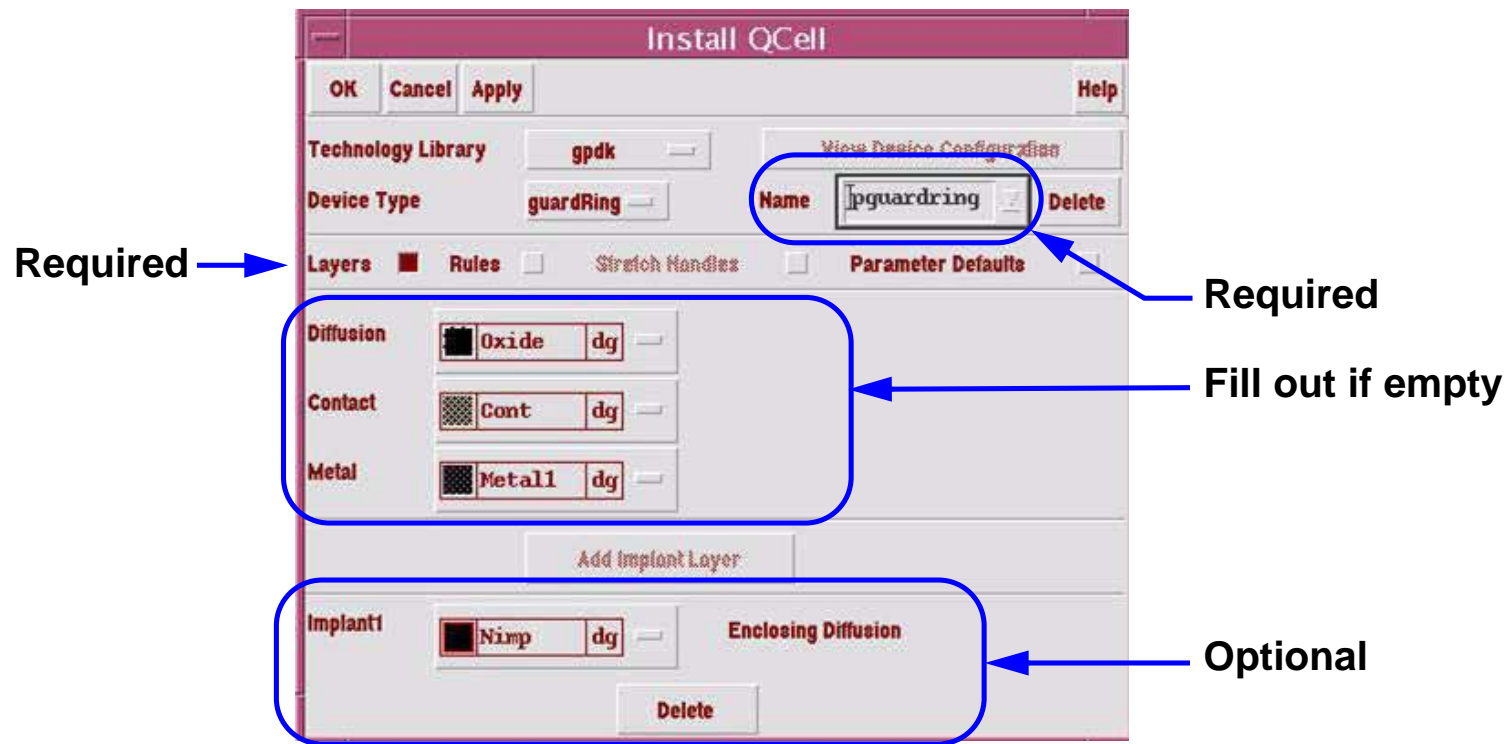 Install QCell
OK Cancel Apply Help
Technology Library gpdk View Device Configuration
Device Type guardRing Name pguardring Delete
Required Layers Rules Stretch Handles Parameter Defaults
Required
Diffusion Oxide dg
Fill out if empty
Contact Cont dg
Metal Metal1 dg
Add Implant Layer
Implant1 Nimp dg Enclosing Diffusion
Optional
Delete